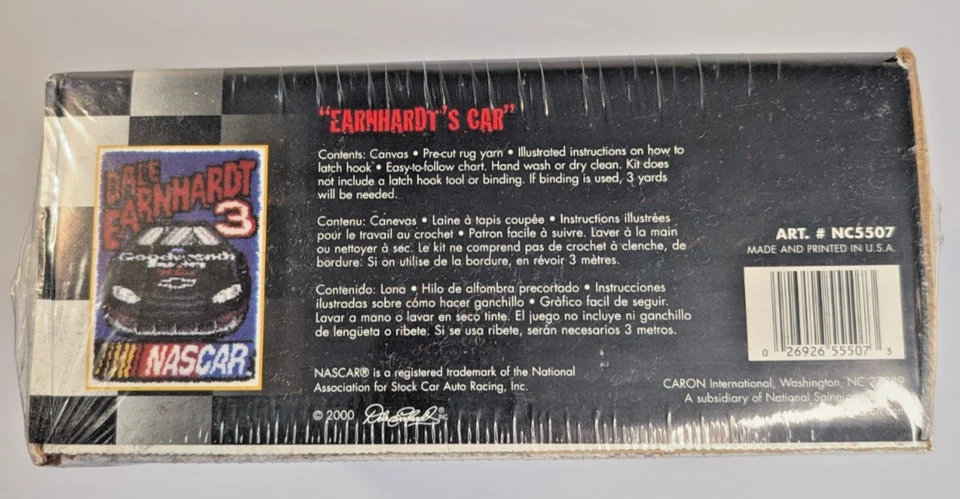 DALE
EARNHARDT
3
Goodwrench
NASCAR
"EARNHARDT'S CAR"
Contents: Canvas • Pre-cut rug yarn • Illustrated instructions on how to
latch hook • Easy-to-follow chart. Hand wash or dry clean. Kit does
not include a latch hook tool or binding. If binding is used, 3 yards
will be needed.
Contenu: Canevas • Laine à tapis coupée • Instructions illustrées
pour le travail au crochet • Patron facile à suivre. Laver à la main
ou nettoyer à sec. Le kit ne comprend pas de crochet à clenche, de
bordure. Si on utilise de la bordure, en révoir 3 mètres.
Contenido: Lona • Hilo de alfombra precortado • Instrucciones
ilustradas sobre cómo hacer ganchillo • Gràfico facil de seguir.
Lavar a mano o lavar en seco tinte. El juego no incluye ni ganchillo
de lengüeta o ribete. Si se usa ribete, serán necesarios 3 metros.
NASCAR® is a registered trademark of the National
Association for Stock Car Auto Racing, Inc.
© 2000 Dale Earnhardt INC
ART. # NC5507
MADE AND PRINTED IN U.S.A.
0 26926 55507 3
CARON International, Washington, NC
A subsidiary of National